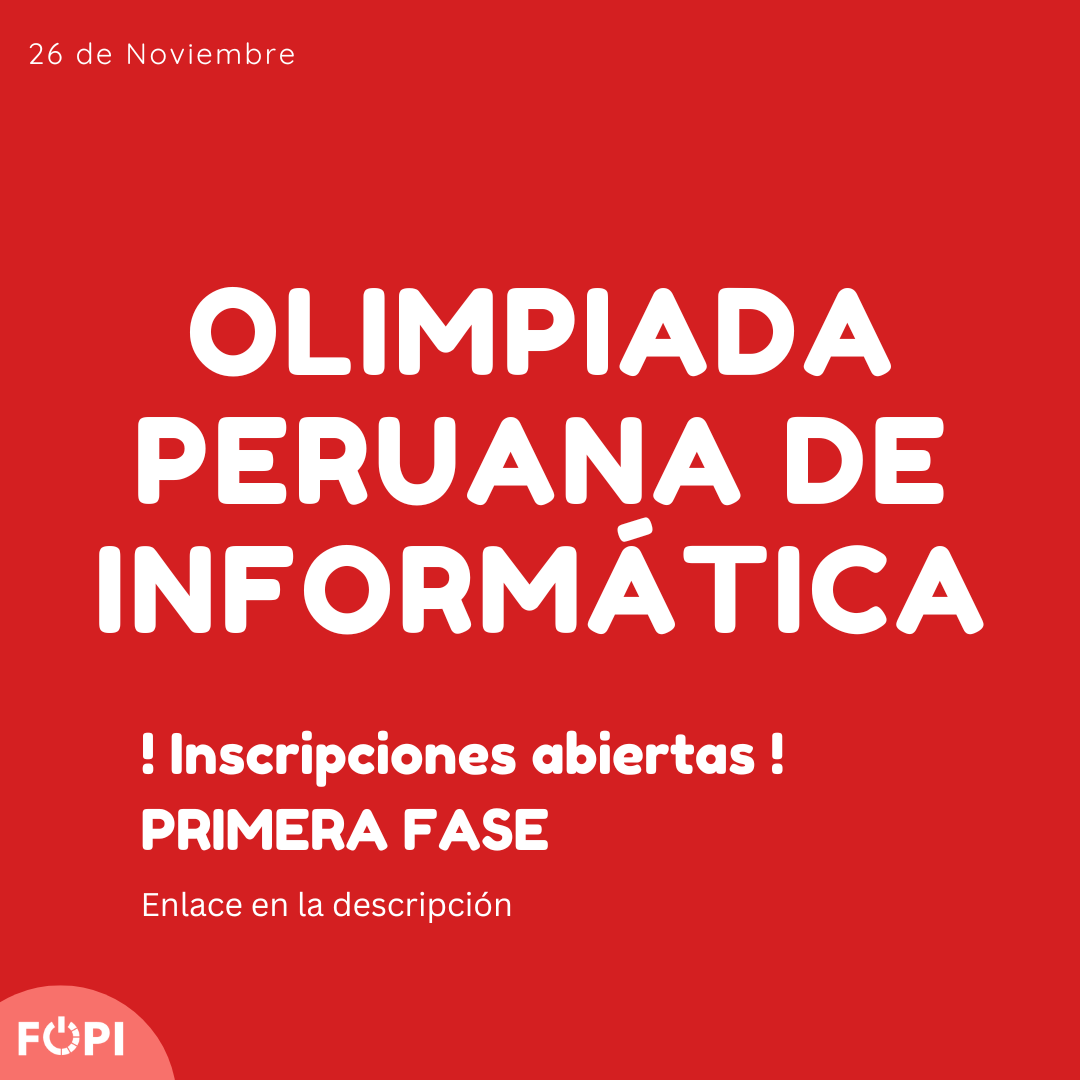 26 de Noviembre
OLIMPIADA
PERUANA DE
INFORMÁTICA
! Inscripciones abiertas !
PRIMERA FASE
Enlace en la descripción
FOPI